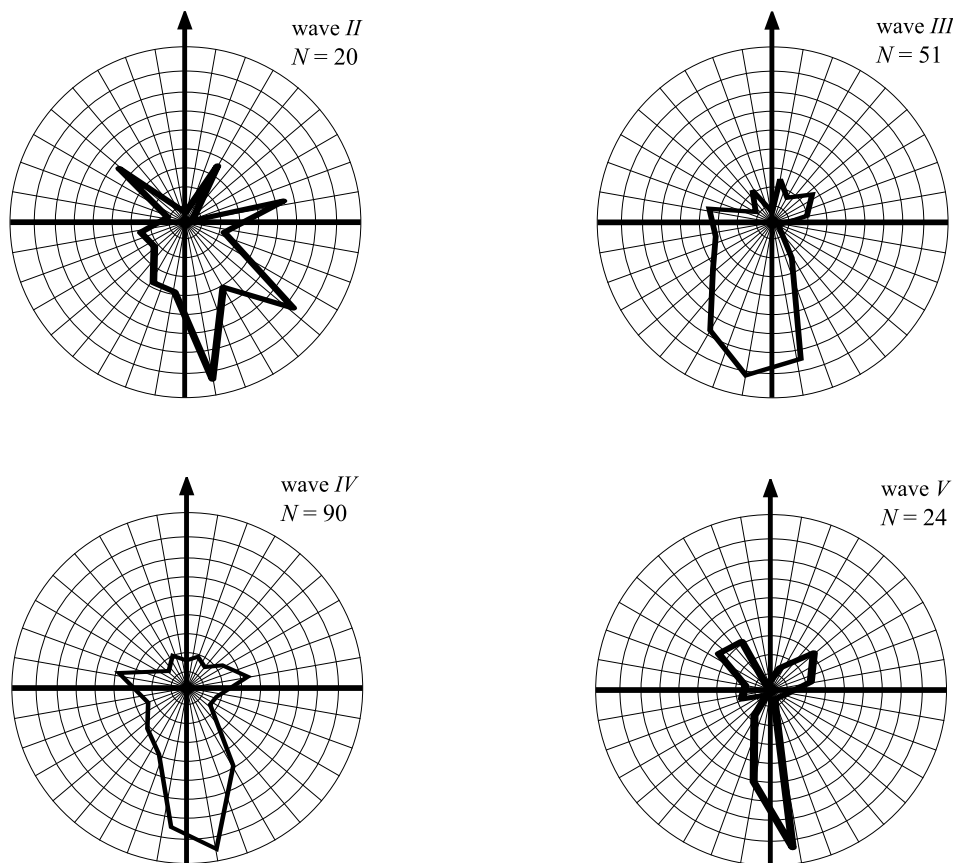 wave II
N = 20
wave III
N = 51
wave IV
N = 90
wave V
N = 24